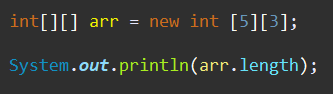 int[][] arr = new int [5][3];
System.out.println(arr.length);